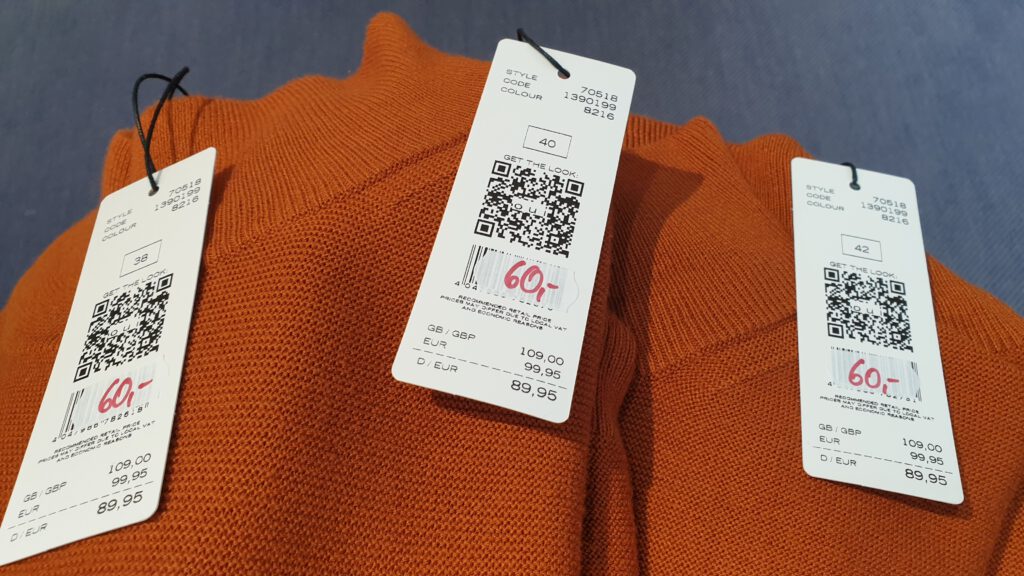 STYLE 70518
CODE 1390199
COLOUR 8216
38
GET THE LOOK:
OUI
60,-
RECOMMENDED RETAIL PRICE
PRICES MAY DIFFER DUE TO LOCAL VAT
AND ECONOMIC REASONS
GB / GBP 109,00
EUR 99,95
D / EUR 89,95
STYLE 70518
CODE 1390199
COLOUR 8216
40
GET THE LOOK:
OUI
60,-
RECOMMENDED RETAIL PRICE
PRICES MAY DIFFER DUE TO LOCAL VAT
AND ECONOMIC REASONS
GB / GBP 109,00
EUR 99,95
D / EUR 89,95
STYLE 70518
CODE 1390199
COLOUR 8216
42
GET THE LOOK:
OUI
60,-
RECOMMENDED RETAIL PRICE
PRICES MAY DIFFER DUE TO LOCAL VAT
AND ECONOMIC REASONS
GB / GBP 109,00
EUR 99,95
D / EUR 89,95